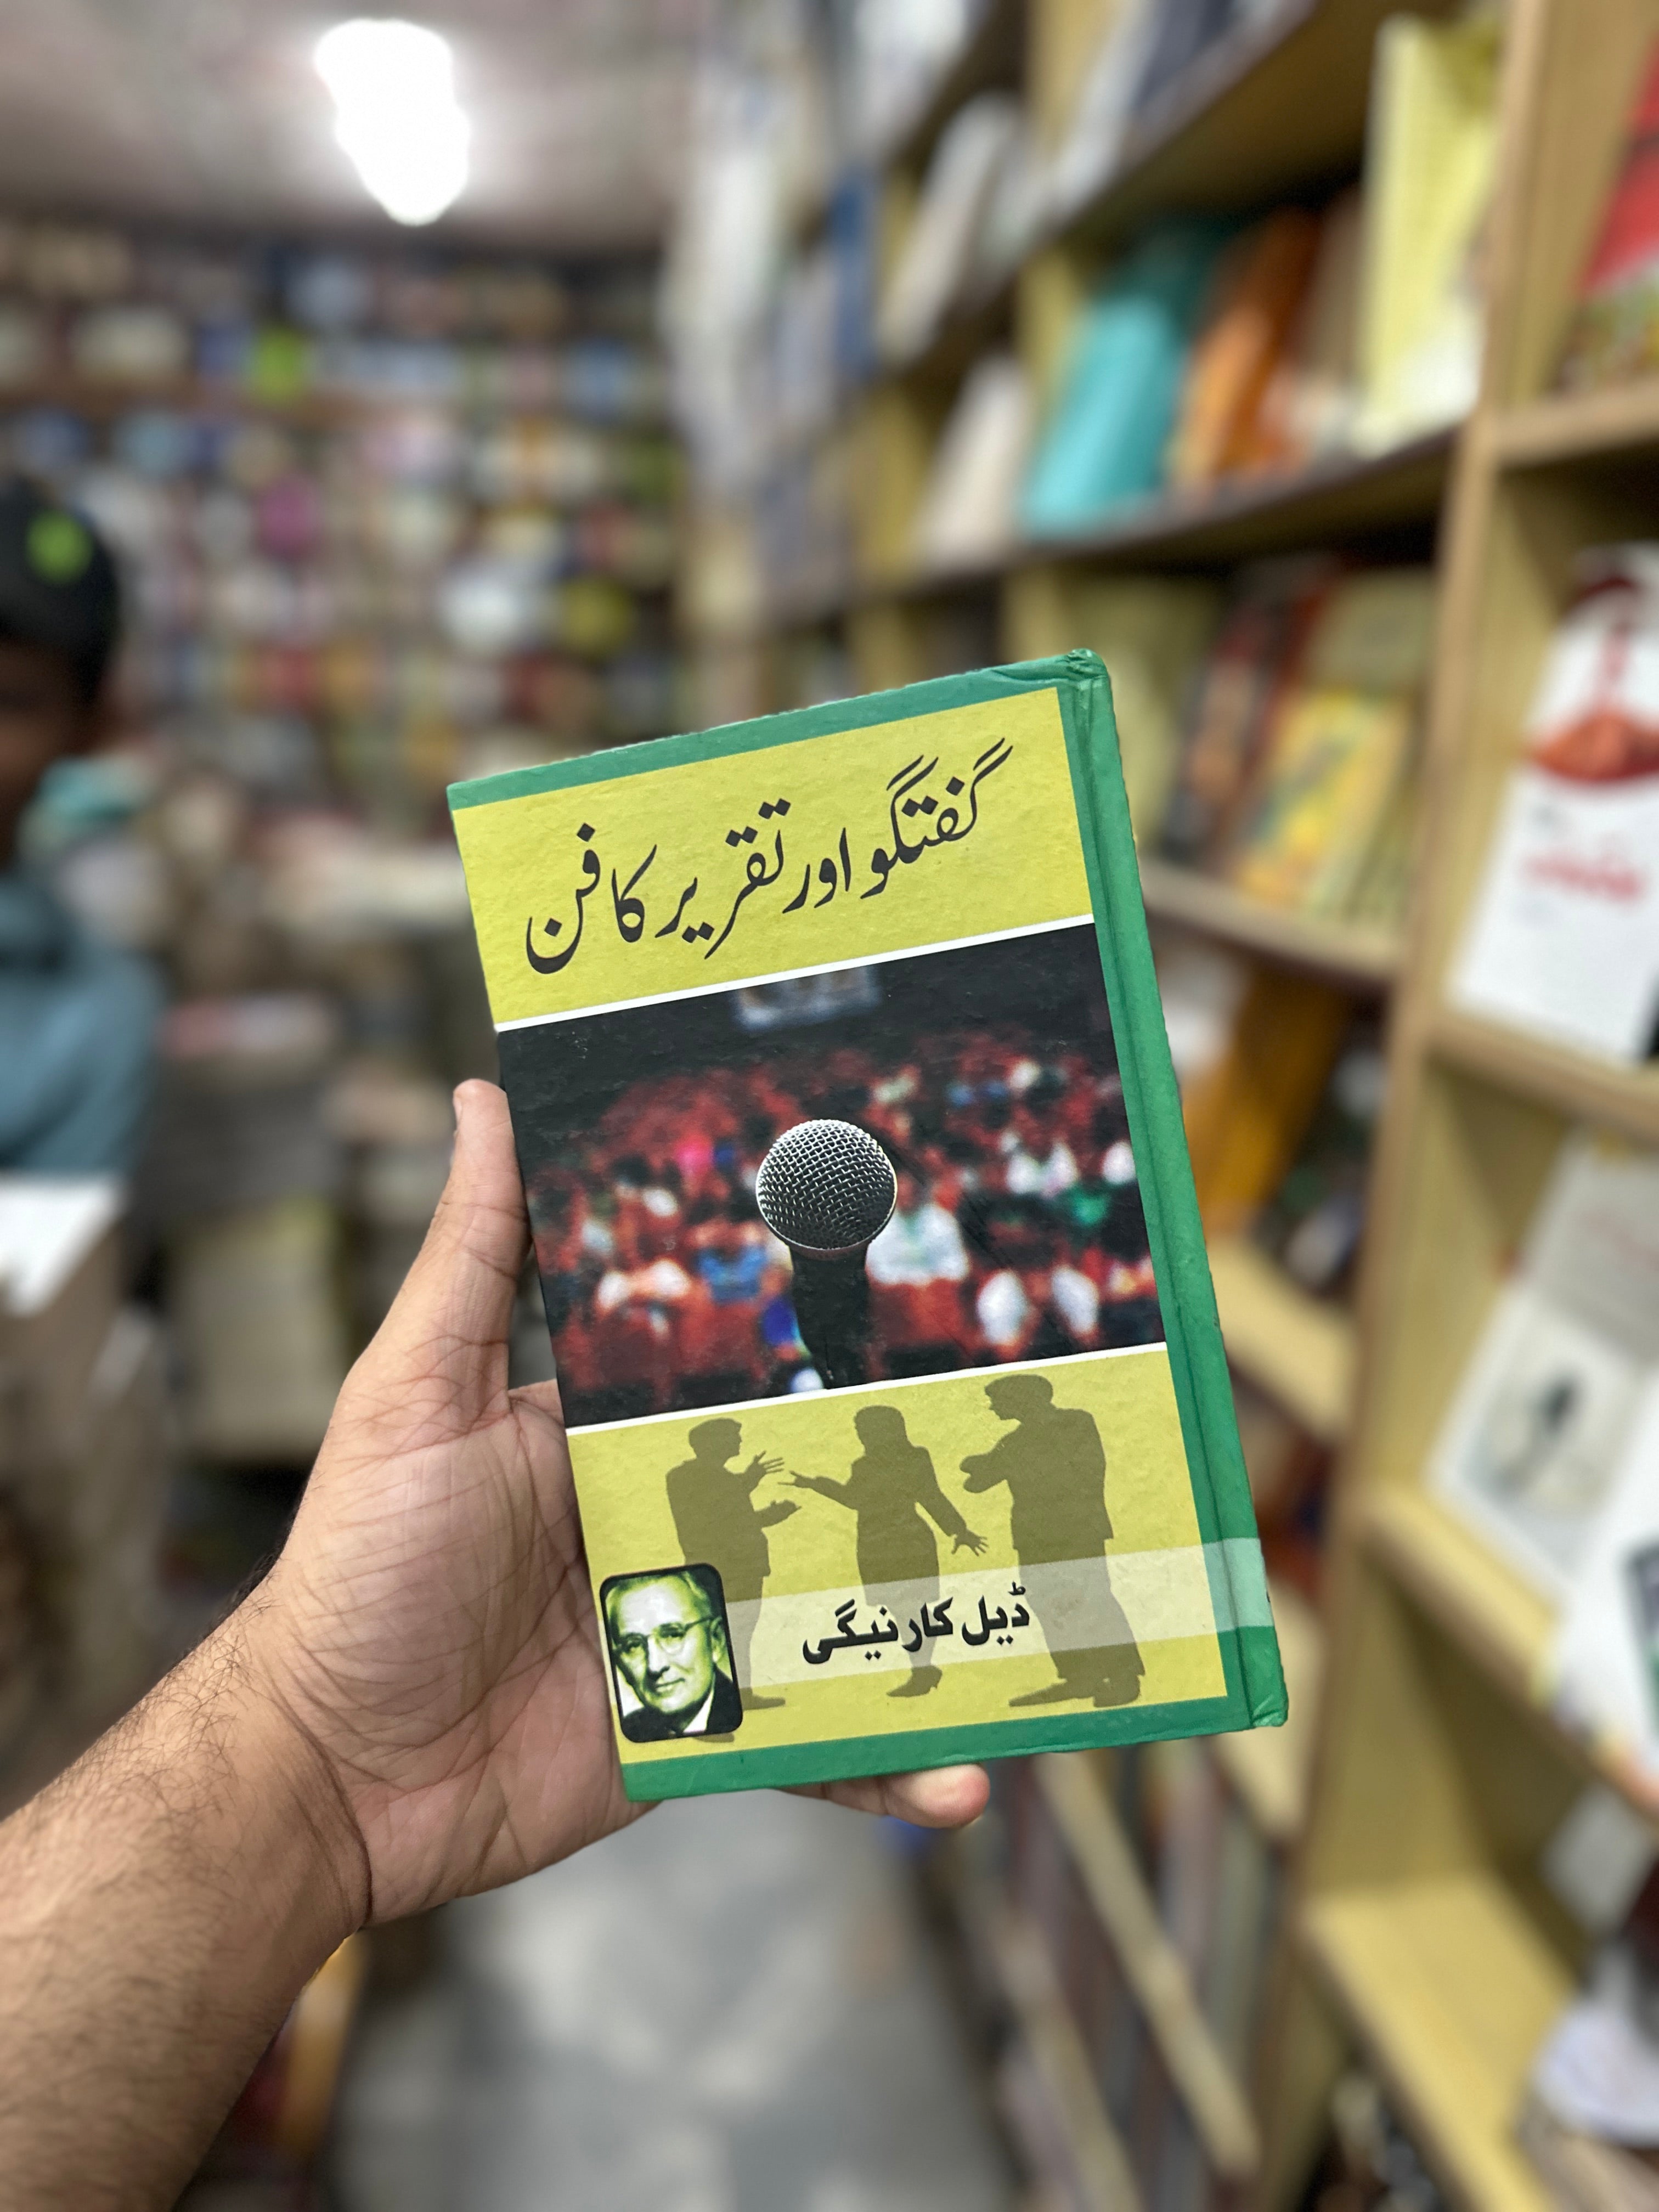 گفتگو اور تقریر کا فن
ڈیل کارنیگی